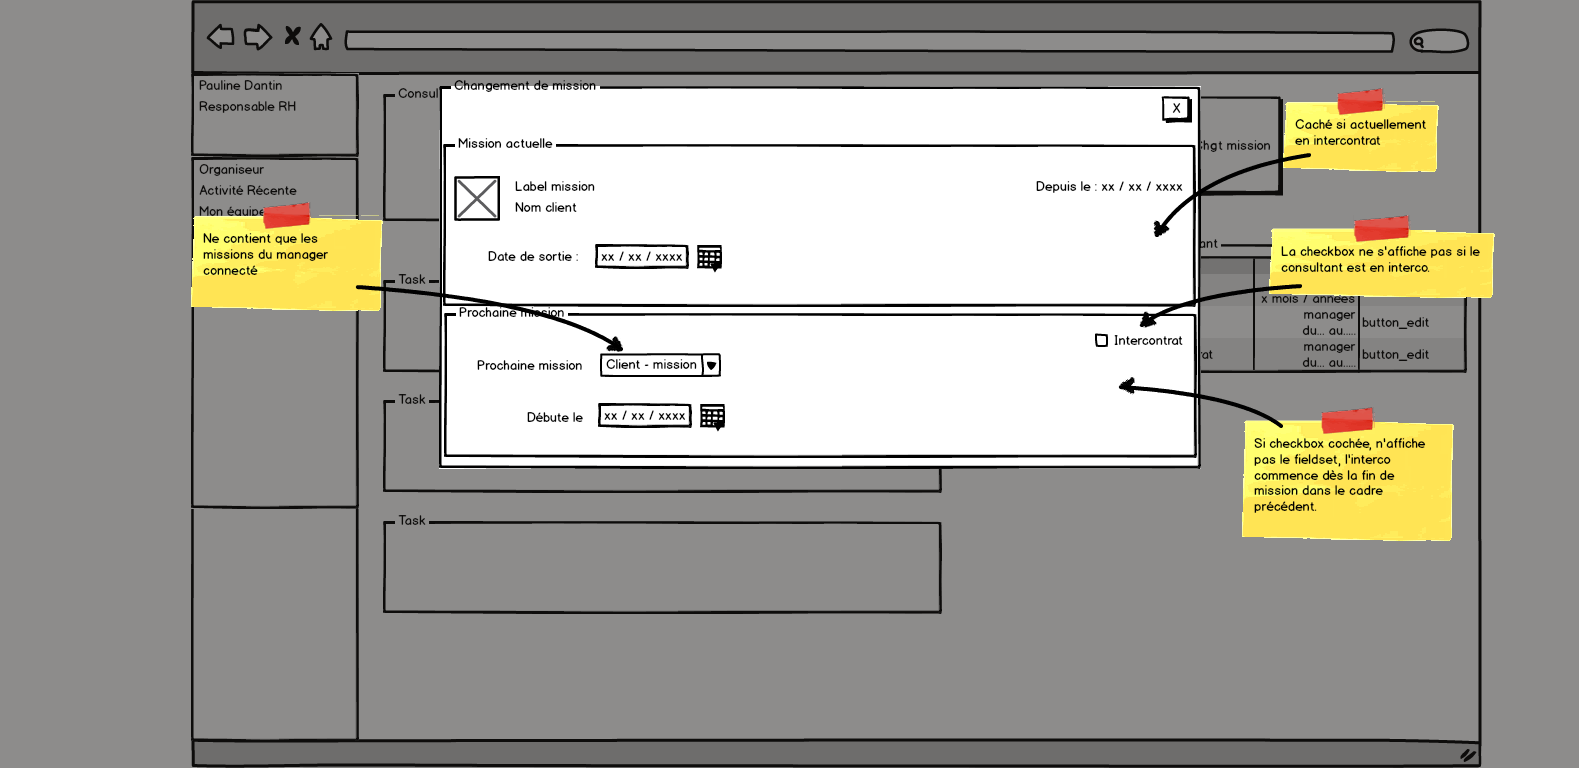 Pauline Dantin
Responsable RH
Organiseur
Activité Récente
Mon équipe
Ne contient que les
missions du manager
connecté
Consul
Task
Task
Task
Changement de mission
X
Mission actuelle
Label mission
Nom client
Depuis le : xx / xx / xxxx
Date de sortie :
xx / xx / xxxx
Prochaine mission
Intercontrat
Prochaine mission
Client - mission
Débute le
xx / xx / xxxx
hgt mission
Caché si actuellement
en intercontrat
ant
La checkbox ne s'affiche pas si le
consultant est en interco.
x mois / années
manager
du... au.....
button_edit
rat
manager
du... au.....
button_edit
Si checkbox cochée, n'affiche
pas le fieldset, l'interco
commence dès la fin de
mission dans le cadre
précédent.